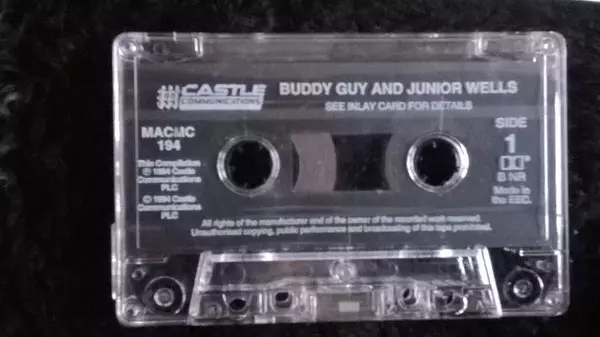 CASTLE
COMMUNICATIONS
BUDDY GUY AND JUNIOR WELLS
SEE INLAY CARD FOR DETAILS
MACMC
194
SIDE
1
B NR
This Compilation
℗ 1994 Castle
Communications
PLC
© 1994 Castle
Communications
PLC
Made in
the EEC.
All rights of the manufacturer and of the owner of the recorded work reserved.
Unauthorised copying, public performance and broadcasting of this tape prohibited.